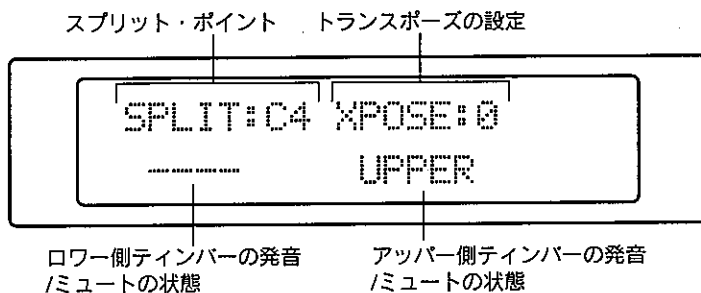 スプリット・ポイント トランスポーズの設定
SPLIT:C4 XPOSE:0
---- UPPER
ロワー側ティンバーの発音 アッパー側ティンバーの発音
/ミュートの状態 /ミュートの状態